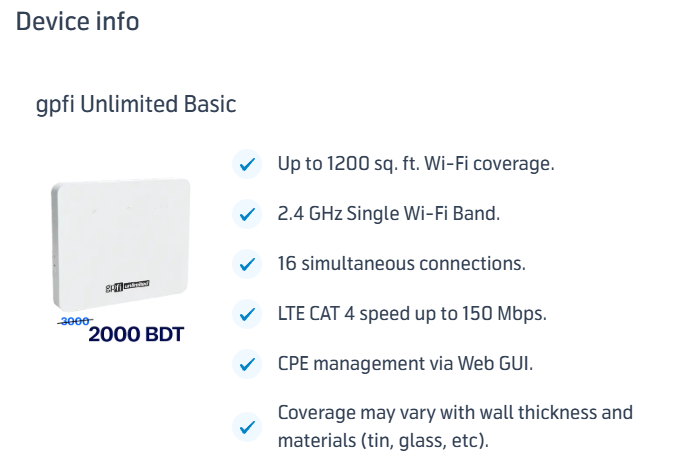 Device info
gpfi Unlimited Basic
Up to 1200 sq. ft. Wi-Fi coverage.
2.4 GHz Single Wi-Fi Band.
16 simultaneous connections.
gpfi unlimited
LTE CAT 4 speed up to 150 Mbps.
3000
2000 BDT
CPE management via Web GUI.
Coverage may vary with wall thickness and
materials (tin, glass, etc).